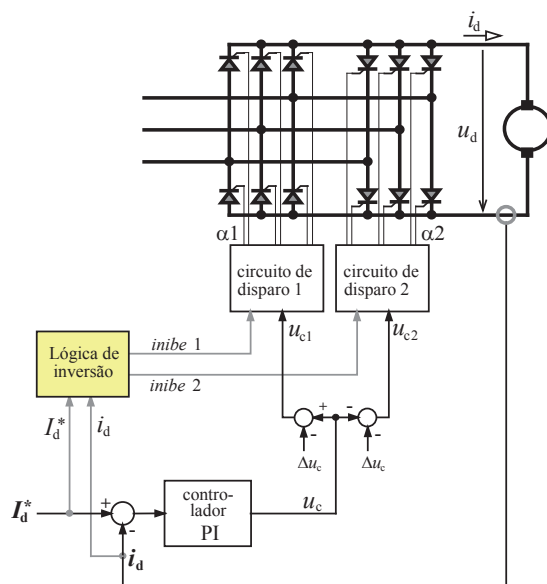 i_d
u_d
α1
α2
circuito de
disparo 1
circuito de
disparo 2
u_c1
u_c2
Lógica de
inversão
inibe 1
inibe 2
I_d*
i_d
+
-
-
-
Δu_c
Δu_c
I_d*
+
-
contro-
lador
PI
u_c
i_d